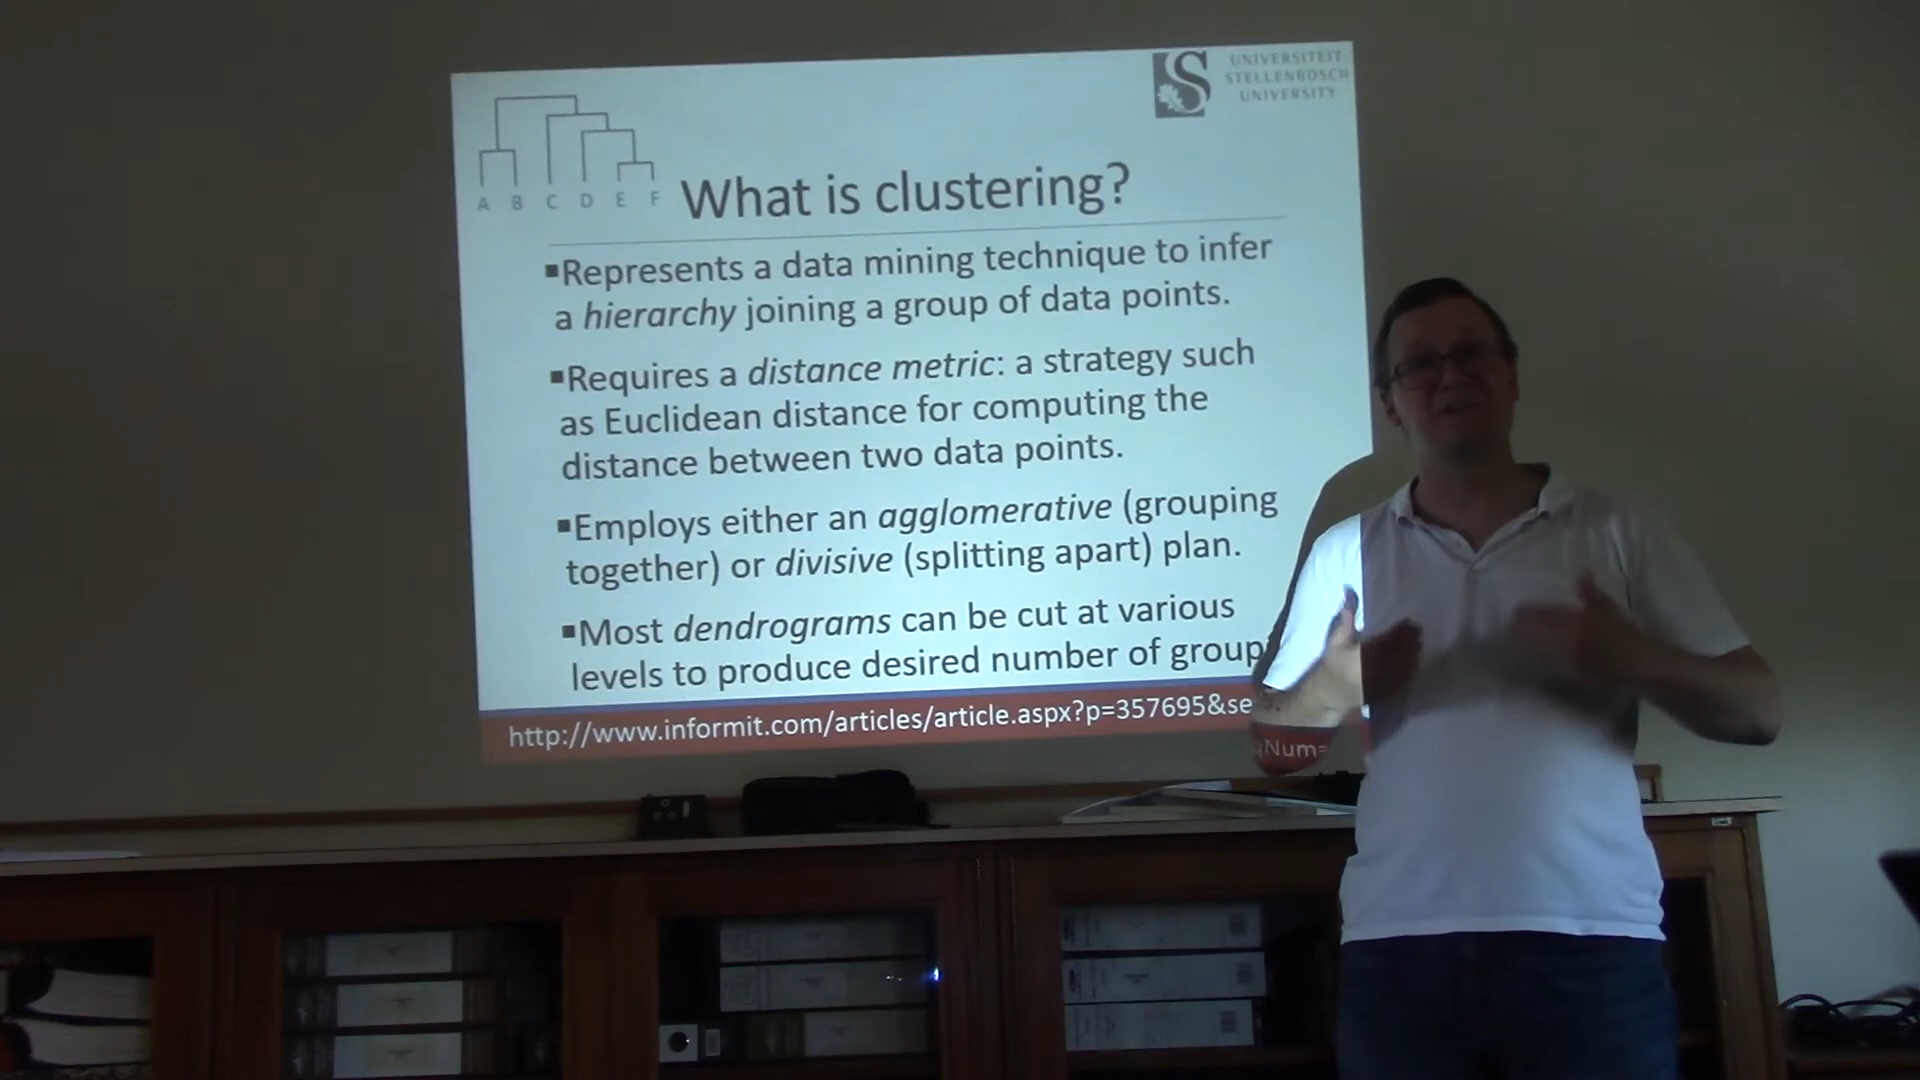 UNIVERSITEIT
STELLENBOSCH
UNIVERSITY
A B C D E F
What is clustering?
▪Represents a data mining technique to infer
a hierarchy joining a group of data points.
▪Requires a distance metric: a strategy such
as Euclidean distance for computing the
distance between two data points.
▪Employs either an agglomerative (grouping
together) or divisive (splitting apart) plan.
▪Most dendrograms can be cut at various
levels to produce desired number of group
http://www.informit.com/articles/article.aspx?p=357695&se
Num=